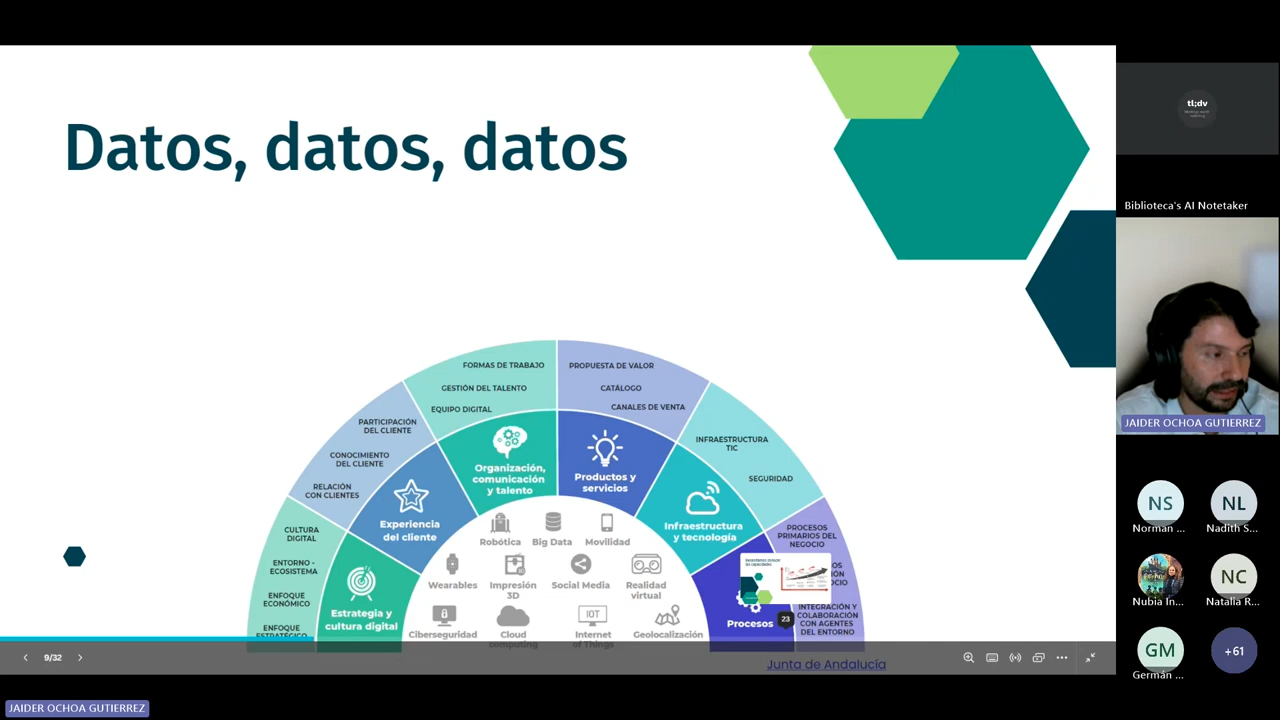 Datos, datos, datos
FORMAS DE TRABAJO
GESTIÓN DEL TALENTO
EQUIPO DIGITAL
PROPUESTA DE VALOR
CATÁLOGO
CANALES DE VENTA
PARTICIPACIÓN
DEL CLIENTE
CONOCIMIENTO
DEL CLIENTE
RELACIÓN
CON CLIENTES
INFRAESTRUCTURA
TIC
SEGURIDAD
CULTURA
DIGITAL
ENTORNO -
ECOSISTEMA
ENFOQUE
ECONÓMICO
ENFOQUE
ESTRATÉGICO
PROCESOS
PRIMARIOS DEL
NEGOCIO
INTEGRACIÓN Y
COLABORACIÓN
CON AGENTES
DEL ENTORNO
Organización,
comunicación
y talento
Productos y
servicios
Experiencia
del cliente
Infraestructura
y tecnología
Estrategia y
cultura digital
Procesos
23
Robótica
Big Data
Movilidad
Wearables
Impresión
3D
Social Media
Realidad
virtual
Ciberseguridad
Cloud
computing
IOT
Internet
of Things
Geolocalización
9/32
Junta de Andalucía
JAIDER OCHOA GUTIERREZ
tl;dv
Biblioteca's AI Notetaker
JAIDER OCHOA GUTIERREZ
NS
Norman ...
NL
Nadith S...
Nubia In...
NC
Natalia R...
GM
Germán ...
+61